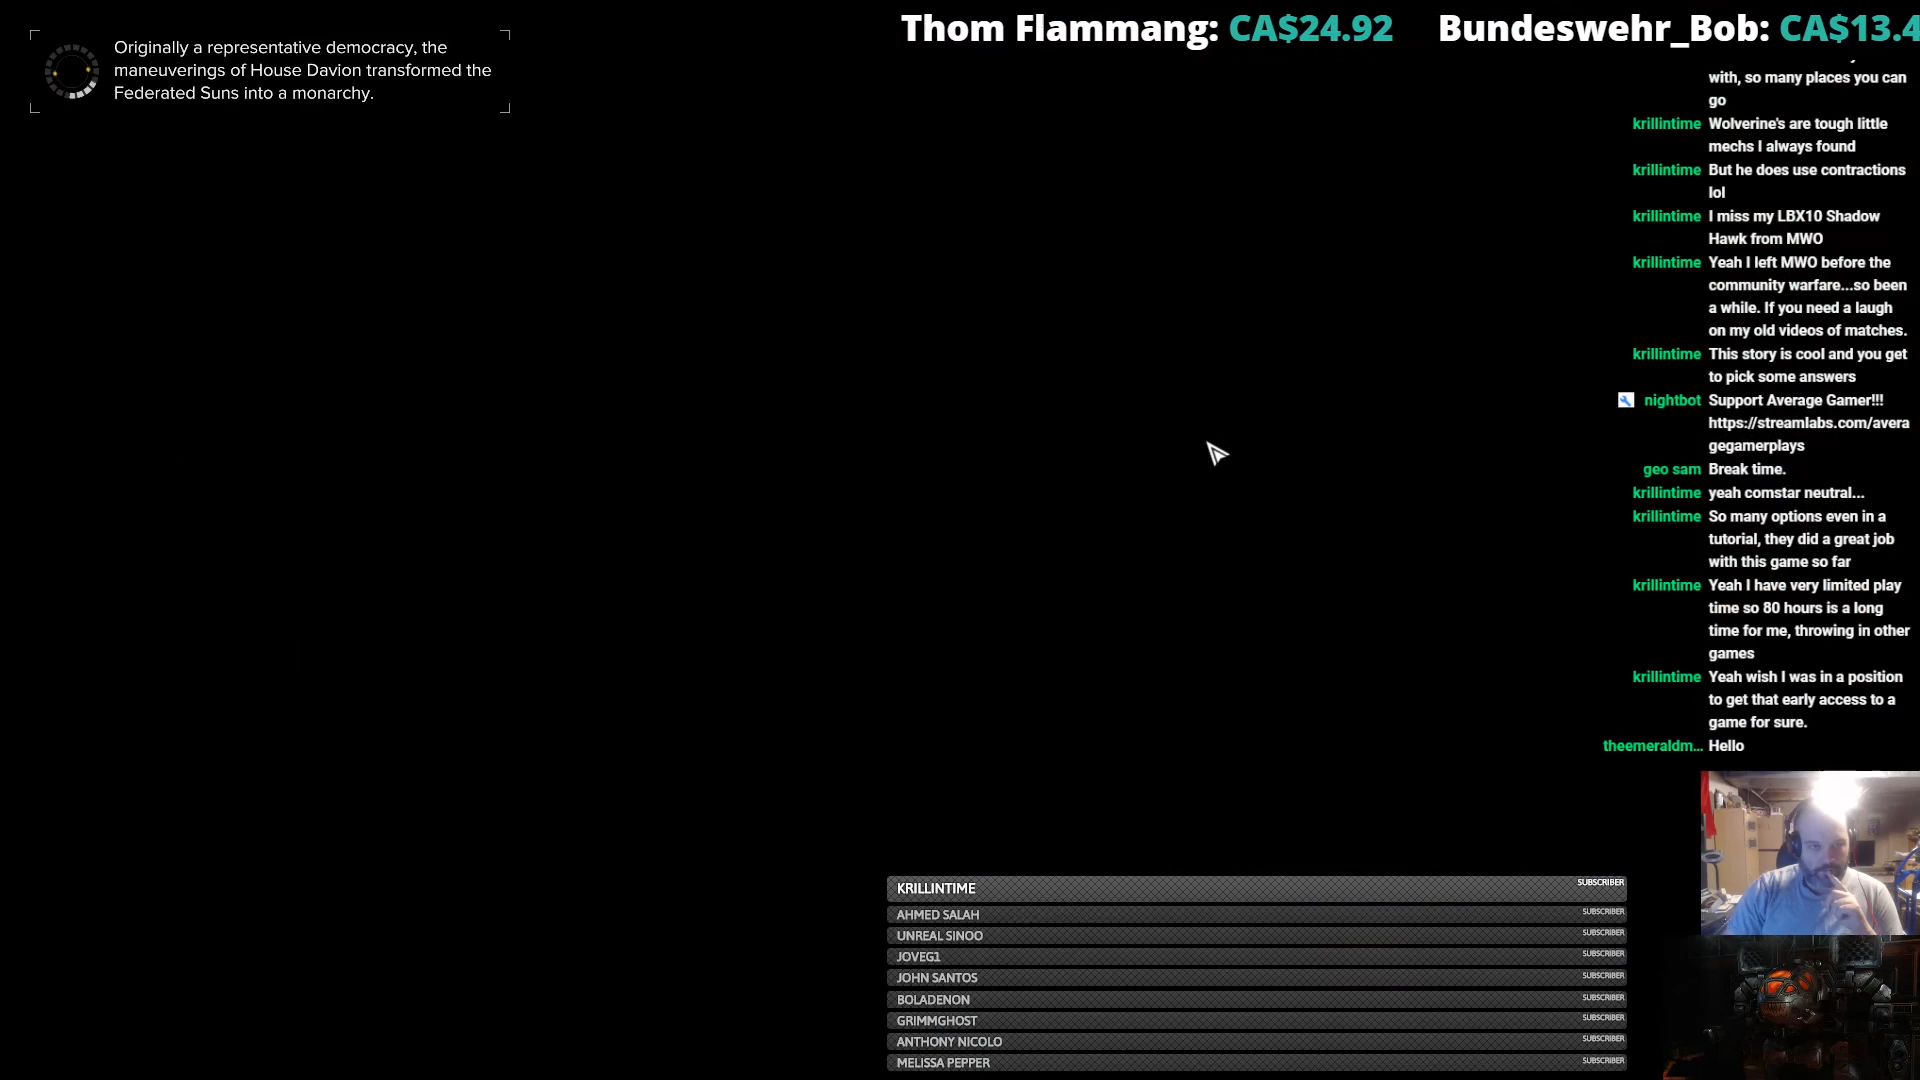 Originally a representative democracy, the
maneuverings of House Davion transformed the
Federated Suns into a monarchy.
Thom Flammang: CA$24.92 Bundeswehr_Bob: CA$13.4
with, so many places you can
go
krillintime Wolverine's are tough little
mechs I always found
krillintime But he does use contractions
lol
krillintime I miss my LBX10 Shadow
Hawk from MWO
krillintime Yeah I left MWO before the
community warfare...so been
a while. If you need a laugh
on my old videos of matches.
krillintime This story is cool and you get
to pick some answers
nightbot Support Average Gamer!!!
https://streamlabs.com/avera
gegamerplays
geo sam Break time.
krillintime yeah comstar neutral...
krillintime So many options even in a
tutorial, they did a great job
with this game so far
krillintime Yeah I have very limited play
time so 80 hours is a long
time for me, throwing in other
games
krillintime Yeah wish I was in a position
to get that early access to a
game for sure.
theemeraldm... Hello
KRILLINTIME SUBSCRIBER
AHMED SALAH SUBSCRIBER
UNREAL SINOO SUBSCRIBER
JOVEG1 SUBSCRIBER
JOHN SANTOS SUBSCRIBER
BOLADENON SUBSCRIBER
GRIMMGHOST SUBSCRIBER
ANTHONY NICOLO SUBSCRIBER
MELISSA PEPPER SUBSCRIBER